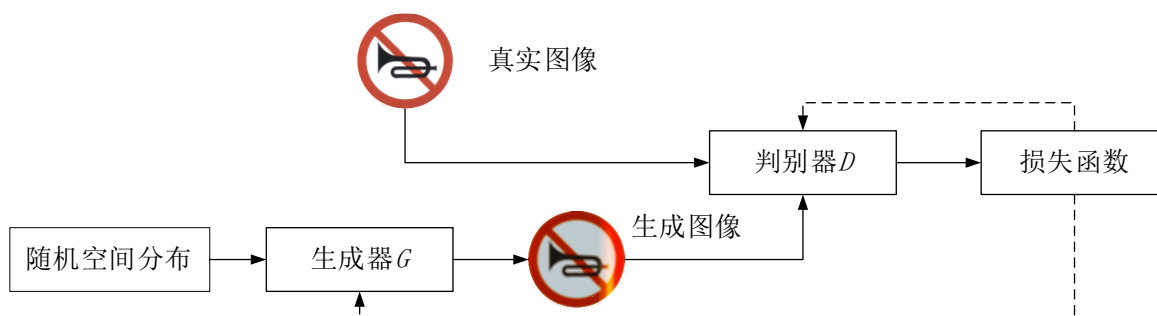 真实图像
判别器D
损失函数
生成图像
随机空间分布
生成器G